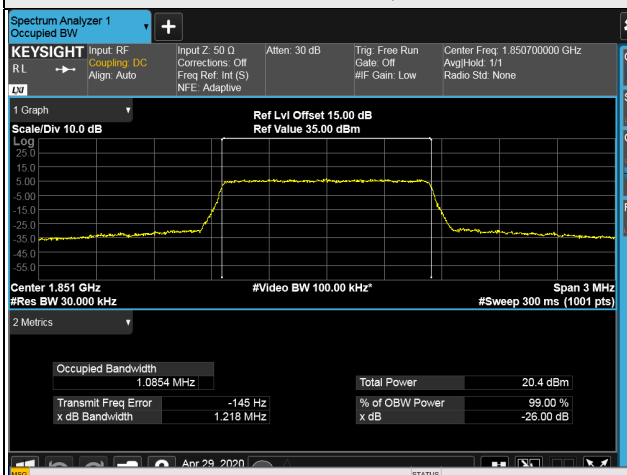 Spectrum Analyzer 1
Occupied BW
KEYSIGHT
RL
LXI
Input: RF
Coupling: DC
Align: Auto
Input Z: 50 Ω
Corrections: Off
Freq Ref: Int (S)
NFE: Adaptive
Atten: 30 dB
Trig: Free Run
Gate: Off
#IF Gain: Low
Center Freq: 1.850700000 GHz
Avg|Hold: 1/1
Radio Std: None
1 Graph
Scale/Div 10.0 dB
Ref Lvl Offset 15.00 dB
Ref Value 35.00 dBm
Log
25.0
15.0
5.00
-5.00
-15.0
-25.0
-35.0
-45.0
-55.0
Center 1.851 GHz
#Res BW 30.000 kHz
#Video BW 100.00 kHz*
Span 3 MHz
#Sweep 300 ms (1001 pts)
2 Metrics
Occupied Bandwidth
1.0854 MHz
Total Power 20.4 dBm
Transmit Freq Error -145 Hz
% of OBW Power 99.00 %
x dB Bandwidth 1.218 MHz
x dB -26.00 dB
Apr 29, 2020
MSG
STATUS